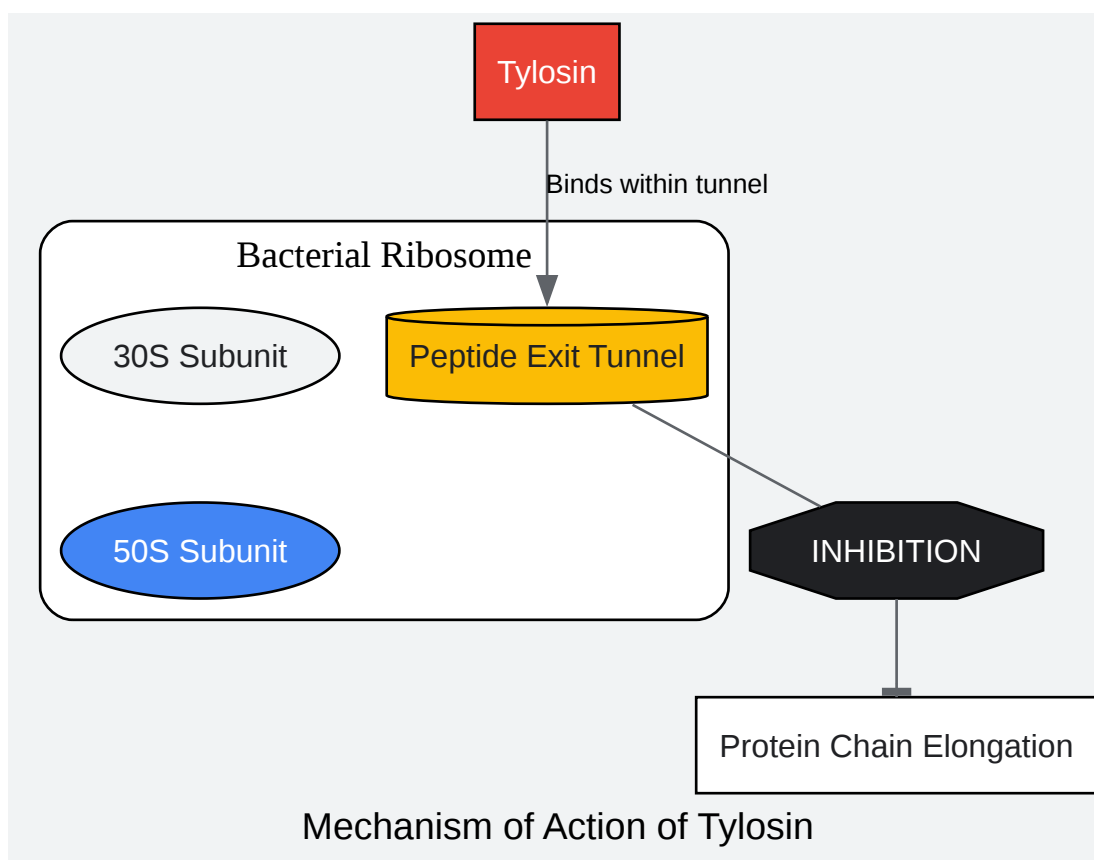 Tylosin
Binds within tunnel
Bacterial Ribosome
30S Subunit
Peptide Exit Tunnel
50S Subunit
INHIBITION
Protein Chain Elongation
Mechanism of Action of Tylosin